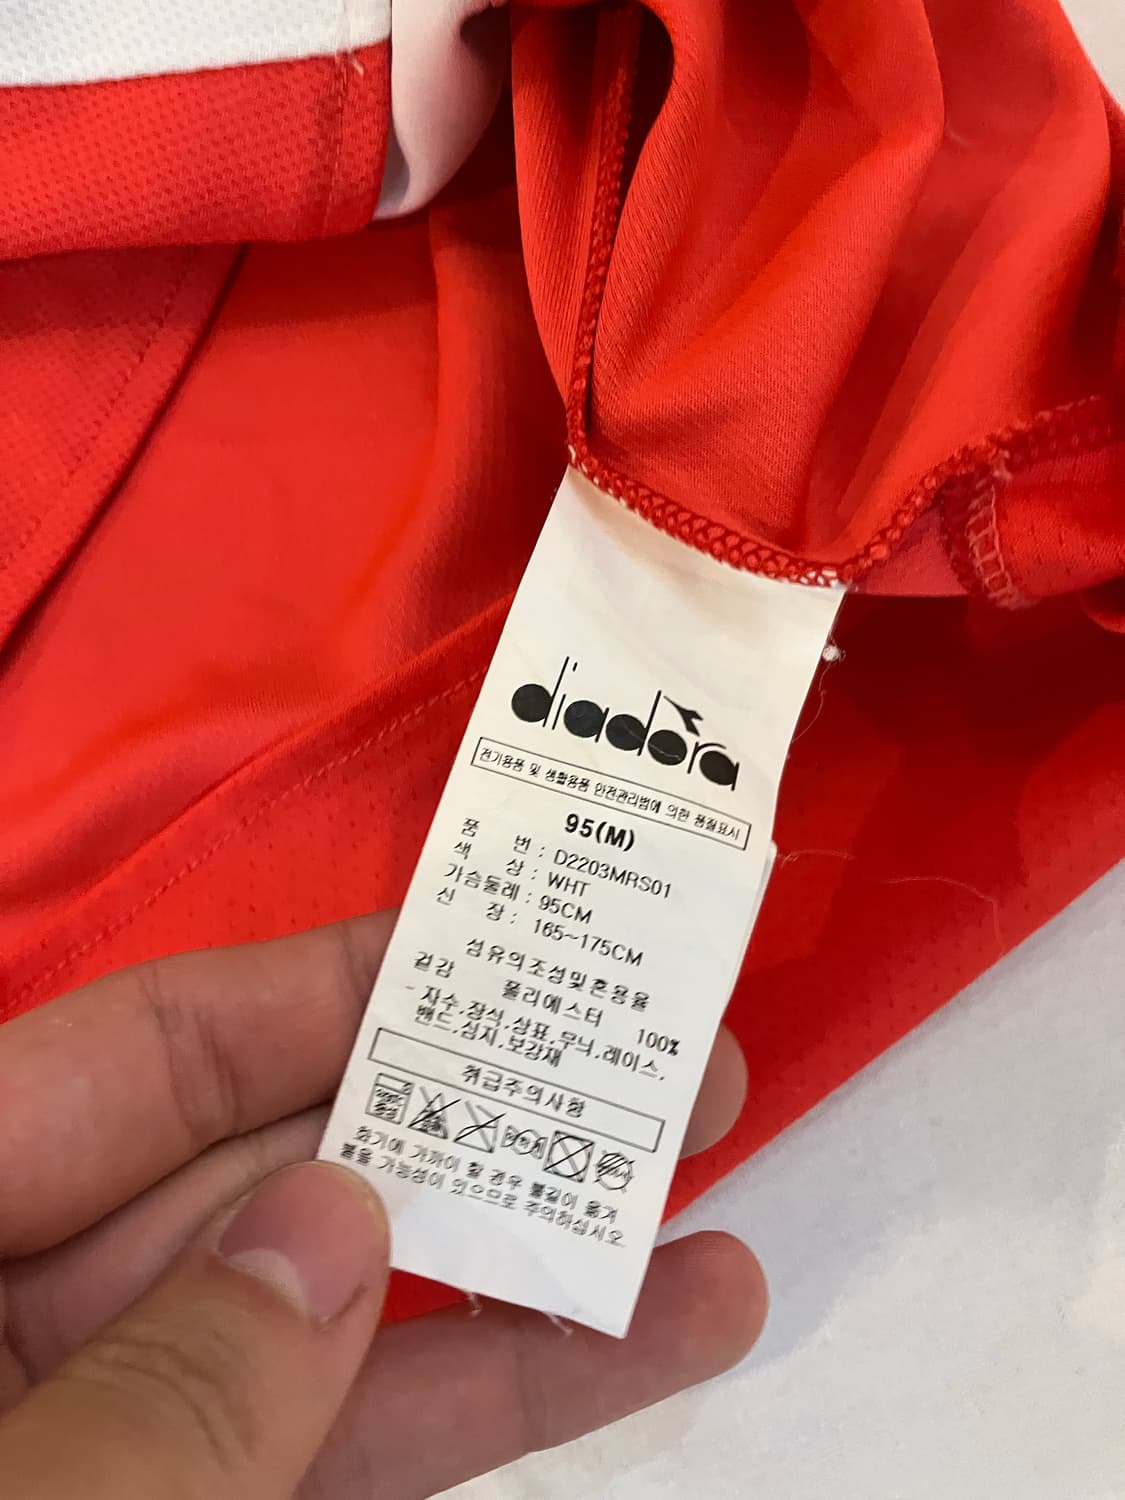 diadora
전기용품 및 생활용품 안전관리법에 의한 품질표시
95(M)
품 번 : D2203MRS01
색 상 : WHT
가슴둘레 : 95CM
신 장 : 165~175CM
섬유의조성및혼용율
겉감 폴리에스터 100%
- 자수,장식,상표,무늬,레이스,
밴드,심지,보강재
취급주의사항
화기에 가까이 할 경우 불길이 옮겨
붙을 가능성이 있으므로 주의하십시오